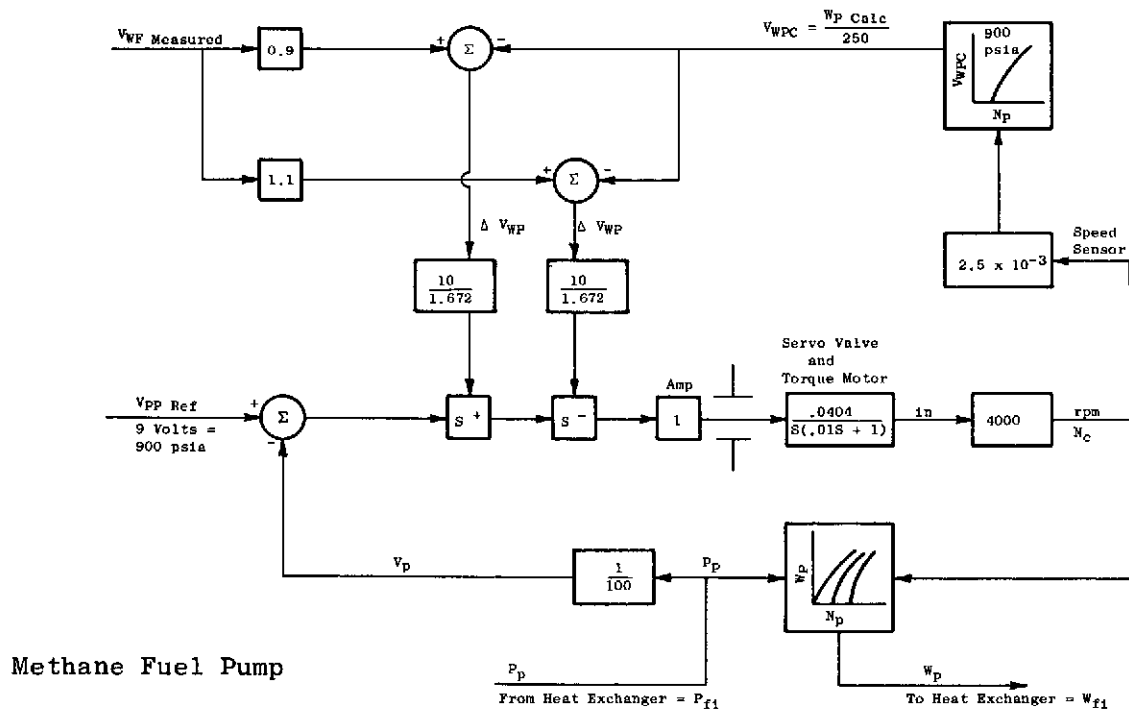 V_WF Measured
0.9
+
Σ
-
V_WPC = W_P Calc / 250
900
psia
V_WPC
N_p
1.1
+
Σ
-
Δ V_WP
Δ V_WP
10 / 1.672
10 / 1.672
2.5 x 10^-3
Speed
Sensor
V_PP Ref
9 Volts =
900 psia
+
Σ
-
S +
S -
Amp
1
Servo Valve
and
Torque Motor
.0404 / S(.01S + 1)
in
4000
rpm
N_c
V_p
1 / 100
P_p
W_P
N_p
Methane Fuel Pump
P_p
From Heat Exchanger = P_f1
W_p
To Heat Exchanger = W_f1